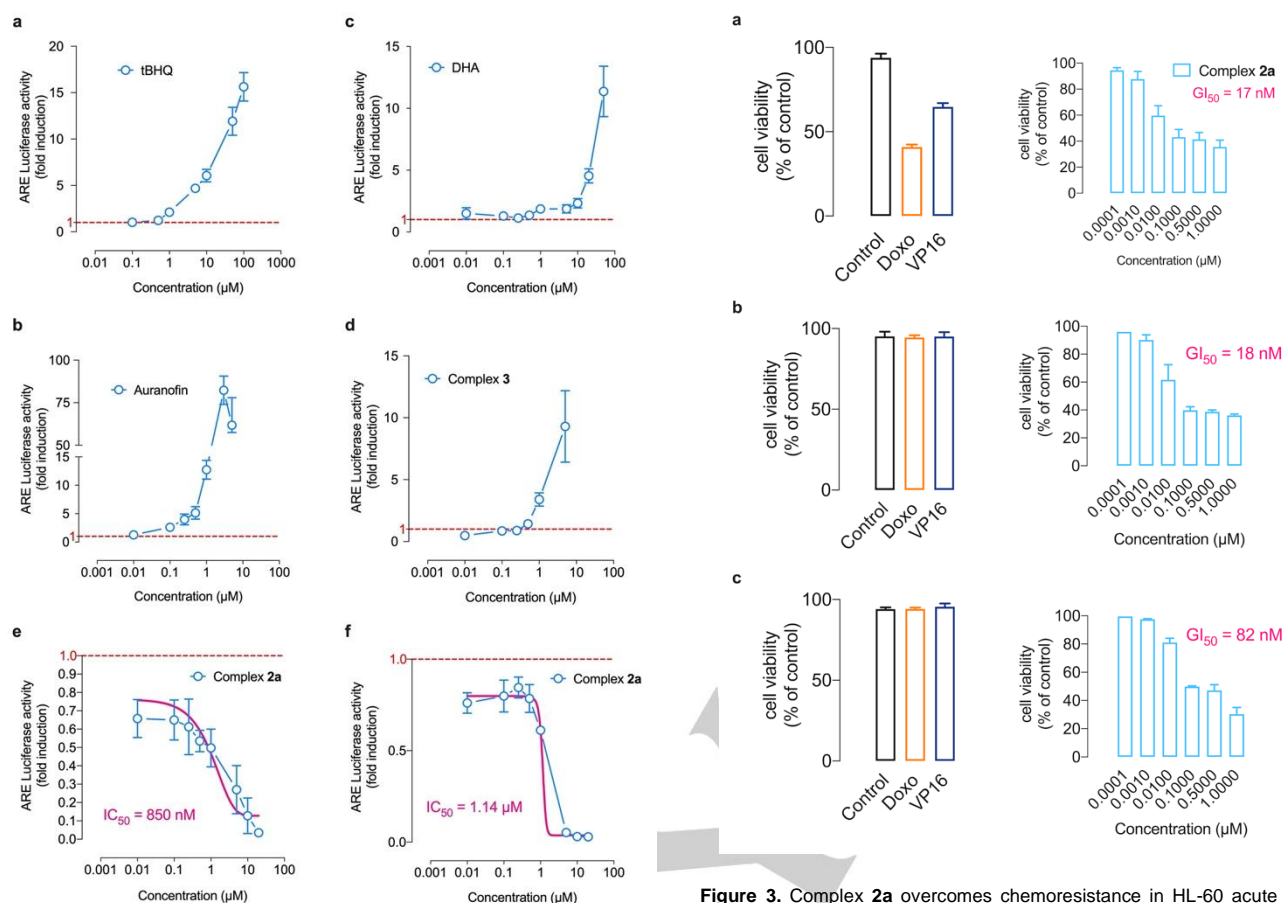 a
20
15
10
5
1
0
ARE Luciferase activity
(fold induction)
tBHQ
0.01 0.1 1 10 100 1000
Concentration (µM)
c
15
10
5
1
0
ARE Luciferase activity
(fold induction)
DHA
0.001 0.01 0.1 1 10 100
Concentration (µM)
b
100
75
50
15
10
5
1
0
ARE Luciferase activity
(fold induction)
Auranofin
0.001 0.01 0.1 1 10 100
Concentration (µM)
d
15
10
5
1
0
ARE Luciferase activity
(fold induction)
Complex 3
0.001 0.01 0.1 1 10 100
Concentration (µM)
e
1.0
0.9
0.8
0.7
0.6
0.5
0.4
0.3
0.2
0.1
0.0
ARE Luciferase activity
(fold induction)
Complex 2a
IC50 = 850 nM
0.001 0.01 0.1 1 10 100
Concentration (µM)
f
1.0
0.5
0.0
ARE Luciferase activity
(fold induction)
Complex 2a
IC50 = 1.14 µM
0.001 0.01 0.1 1 10 100
Concentration (µM)
a
100
50
0
cell viability
(% of control)
Control
Doxo
VP16
100
80
60
40
20
0
cell viability
(% of control)
Complex 2a
GI50 = 17 nM
0.0001
0.0010
0.0100
0.1000
0.5000
1.0000
Concentration (µM)
b
100
50
0
cell viability
(% of control)
Control
Doxo
VP16
100
80
60
40
20
0
cell viability
(% of control)
GI50 = 18 nM
0.0001
0.0010
0.0100
0.1000
0.5000
1.0000
Concentration (µM)
c
100
50
0
cell viability
(% of control)
Control
Doxo
VP16
100
80
60
40
20
0
cell viability
(% of control)
GI50 = 82 nM
0.0001
0.0010
0.0100
0.1000
0.5000
1.0000
Concentration (µM)
Figure 3. Complex 2a overcomes chemoresistance in HL-60 acute